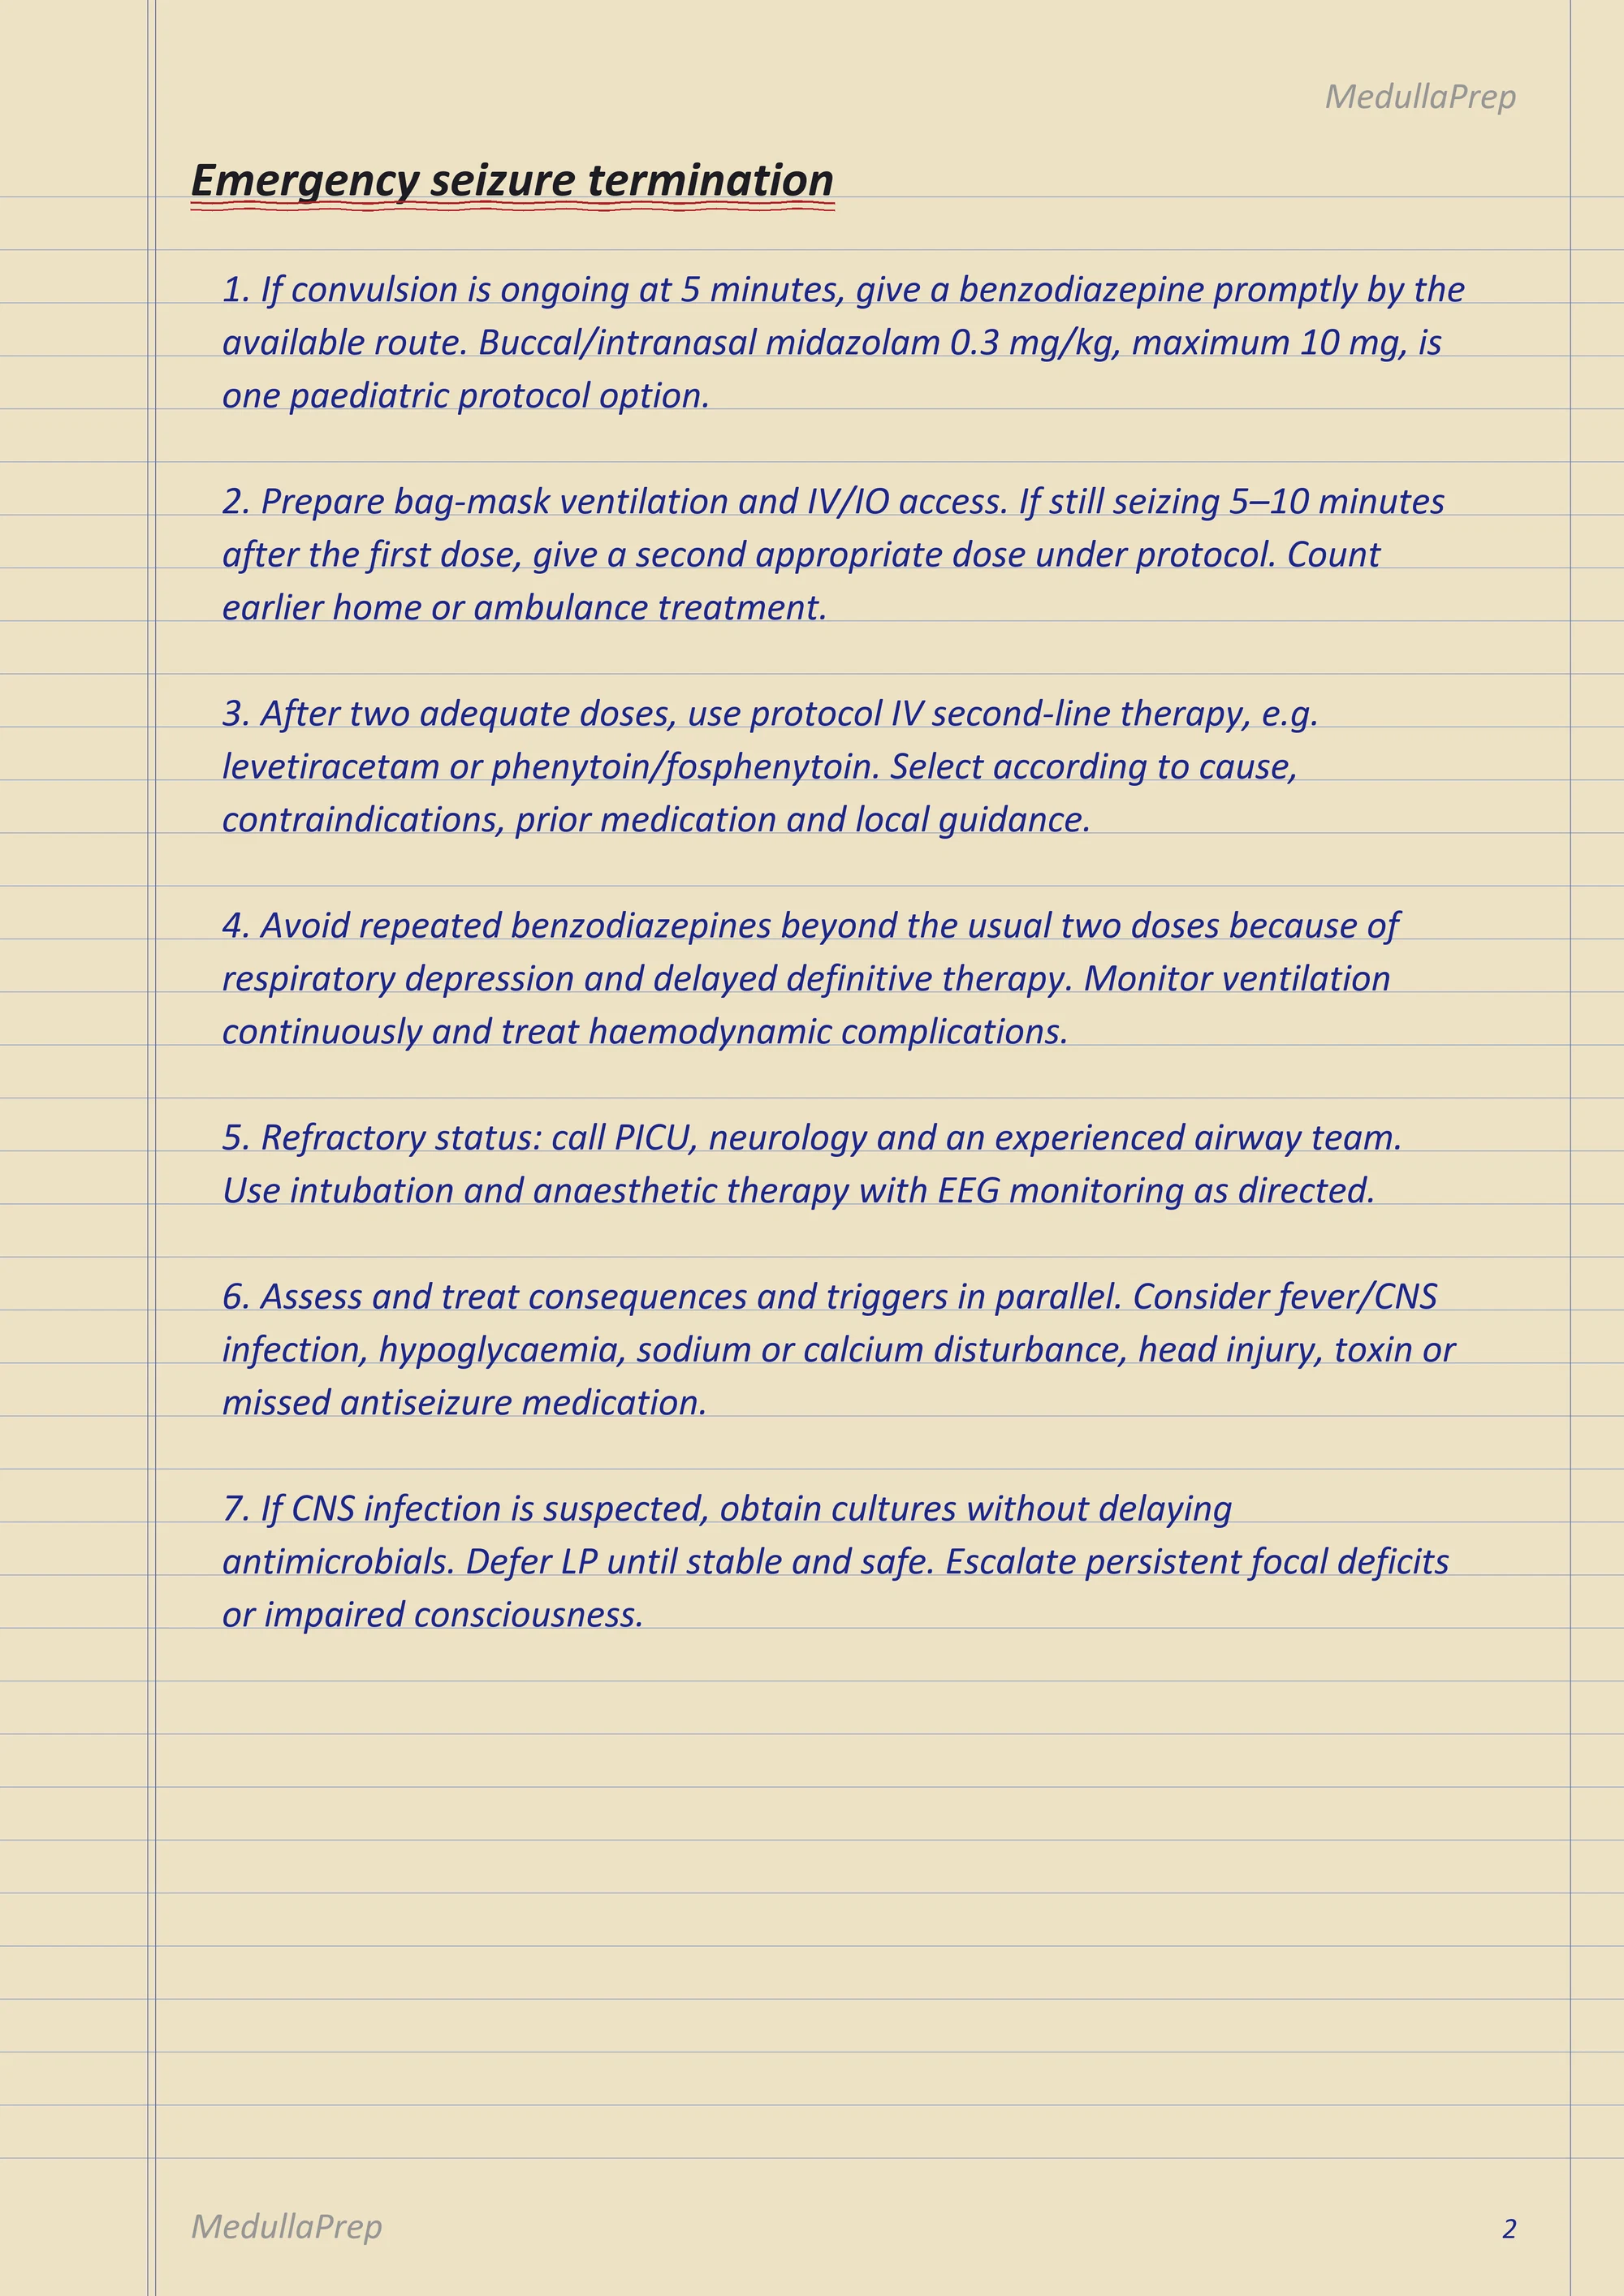 MedullaPrep
Emergency seizure termination
1. If convulsion is ongoing at 5 minutes, give a benzodiazepine promptly by the
available route. Buccal/intranasal midazolam 0.3 mg/kg, maximum 10 mg, is
one paediatric protocol option.
2. Prepare bag-mask ventilation and IV/IO access. If still seizing 5–10 minutes
after the first dose, give a second appropriate dose under protocol. Count
earlier home or ambulance treatment.
3. After two adequate doses, use protocol IV second-line therapy, e.g.
levetiracetam or phenytoin/fosphenytoin. Select according to cause,
contraindications, prior medication and local guidance.
4. Avoid repeated benzodiazepines beyond the usual two doses because of
respiratory depression and delayed definitive therapy. Monitor ventilation
continuously and treat haemodynamic complications.
5. Refractory status: call PICU, neurology and an experienced airway team.
Use intubation and anaesthetic therapy with EEG monitoring as directed.
6. Assess and treat consequences and triggers in parallel. Consider fever/CNS
infection, hypoglycaemia, sodium or calcium disturbance, head injury, toxin or
missed antiseizure medication.
7. If CNS infection is suspected, obtain cultures without delaying
antimicrobials. Defer LP until stable and safe. Escalate persistent focal deficits
or impaired consciousness.
MedullaPrep
2